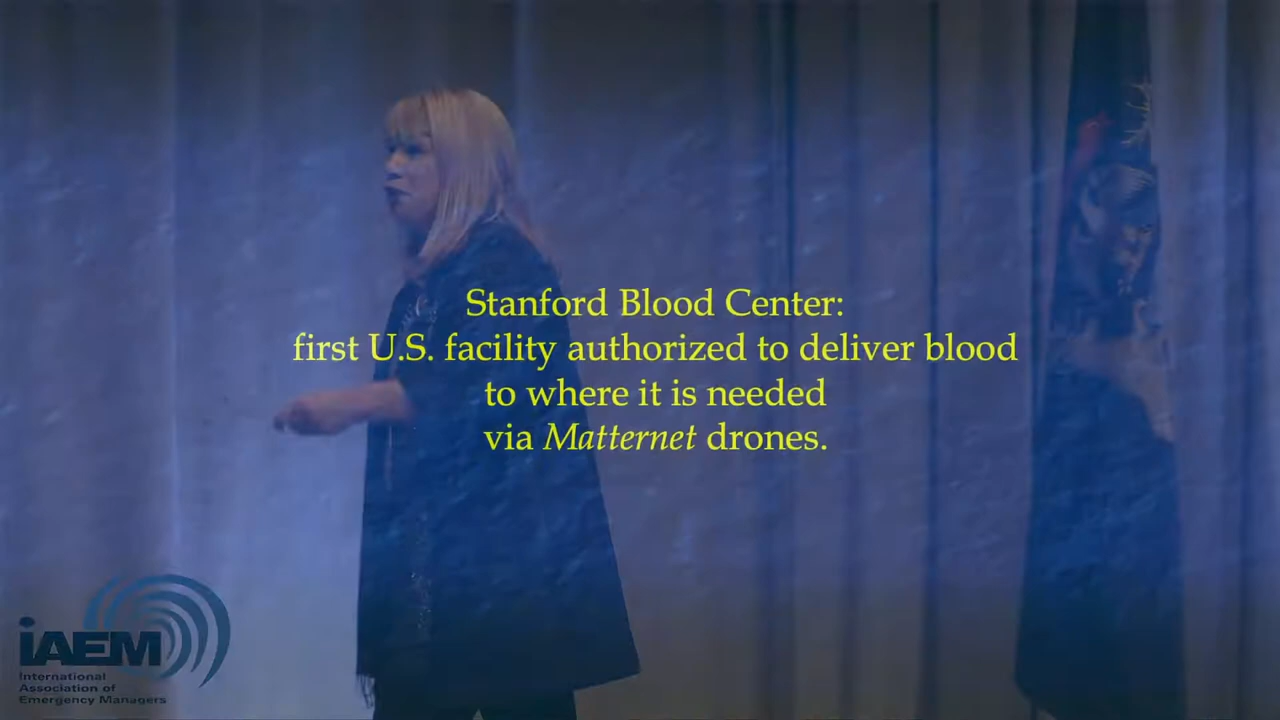 Stanford Blood Center:
first U.S. facility authorized to deliver blood
to where it is needed
via Matternet drones.
iAEM
International
Association of
Emergency Managers